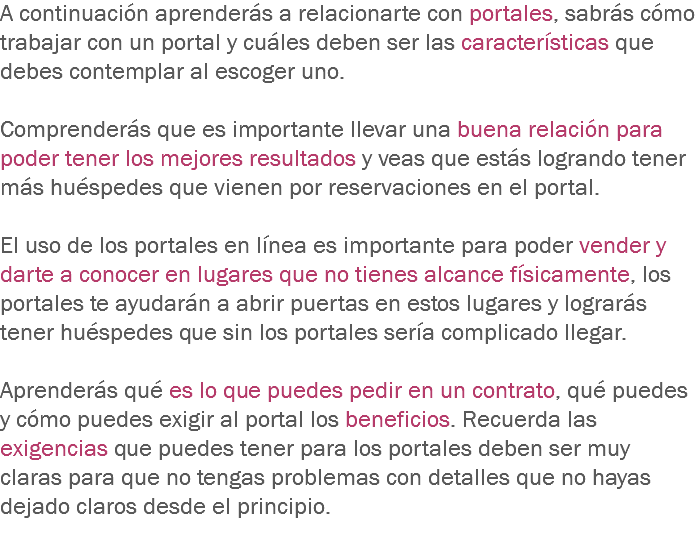 A continuación aprenderás a relacionarte con portales, sabrás cómo
trabajar con un portal y cuáles deben ser las características que
debes contemplar al escoger uno.
Comprenderás que es importante llevar una buena relación para
poder tener los mejores resultados y veas que estás logrando tener
más huéspedes que vienen por reservaciones en el portal.
El uso de los portales en línea es importante para poder vender y
darte a conocer en lugares que no tienes alcance físicamente, los
portales te ayudarán a abrir puertas en estos lugares y lograrás
tener huéspedes que sin los portales sería complicado llegar.
Aprenderás qué es lo que puedes pedir en un contrato, qué puedes
y cómo puedes exigir al portal los beneficios. Recuerda las
exigencias que puedes tener para los portales deben ser muy
claras para que no tengas problemas con detalles que no hayas
dejado claros desde el principio.